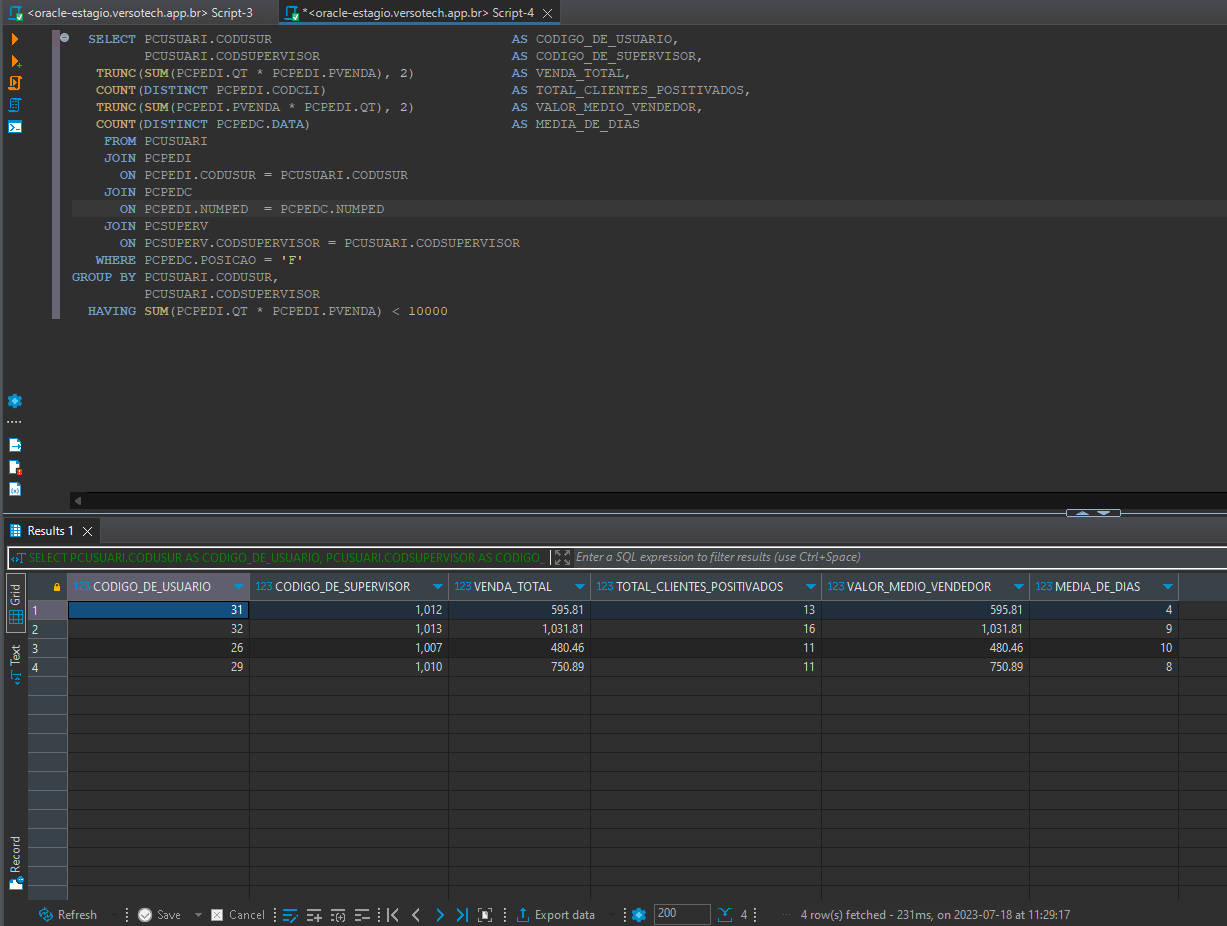 <oracle-estagio.versotech.app.br> Script-3
*<oracle-estagio.versotech.app.br> Script-4
SELECT PCUSUARI.CODUSUR AS CODIGO_DE_USUARIO,
PCUSUARI.CODSUPERVISOR AS CODIGO_DE_SUPERVISOR,
TRUNC(SUM(PCPEDI.QT * PCPEDI.PVENDA), 2) AS VENDA_TOTAL,
COUNT(DISTINCT PCPEDI.CODCLI) AS TOTAL_CLIENTES_POSITIVADOS,
TRUNC(SUM(PCPEDI.PVENDA * PCPEDI.QT), 2) AS VALOR_MEDIO_VENDEDOR,
COUNT(DISTINCT PCPEDC.DATA) AS MEDIA_DE_DIAS
FROM PCUSUARI
JOIN PCPEDI
ON PCPEDI.CODUSUR = PCUSUARI.CODUSUR
JOIN PCPEDC
ON PCPEDI.NUMPED = PCPEDC.NUMPED
JOIN PCSUPERV
ON PCSUPERV.CODSUPERVISOR = PCUSUARI.CODSUPERVISOR
WHERE PCPEDC.POSICAO = 'F'
GROUP BY PCUSUARI.CODUSUR,
PCUSUARI.CODSUPERVISOR
HAVING SUM(PCPEDI.QT * PCPEDI.PVENDA) < 10000
Results 1
SELECT PCUSUARI.CODUSUR AS CODIGO_DE_USUARIO, PCUSUARI.CODSUPERVISOR AS CODIGO_ Enter a SQL expression to filter results (use Ctrl+Space)
Grid
Text
Record
123 CODIGO_DE_USUARIO 123 CODIGO_DE_SUPERVISOR 123 VENDA_TOTAL 123 TOTAL_CLIENTES_POSITIVADOS 123 VALOR_MEDIO_VENDEDOR 123 MEDIA_DE_DIAS
1 31 1,012 595.81 13 595.81 4
2 32 1,013 1,031.81 16 1,031.81 9
3 26 1,007 480.46 11 480.46 10
4 29 1,010 750.89 11 750.89 8
Refresh Save Cancel Export data 200 4 4 row(s) fetched - 231ms, on 2023-07-18 at 11:29:17